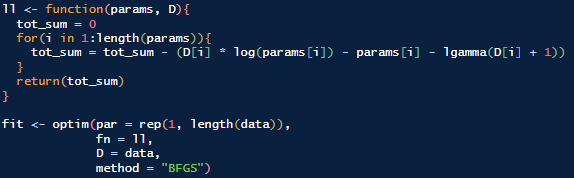 ll <- function(params, D){
  tot_sum = 0
  for(i in 1:length(params)){
    tot_sum = tot_sum - (D[i] * log(params[i]) - params[i] - lgamma(D[i] + 1))
  }
  return(tot_sum)
}
fit <- optim(par = rep(1, length(data)),
             fn = ll,
             D = data,
             method = "BFGS")